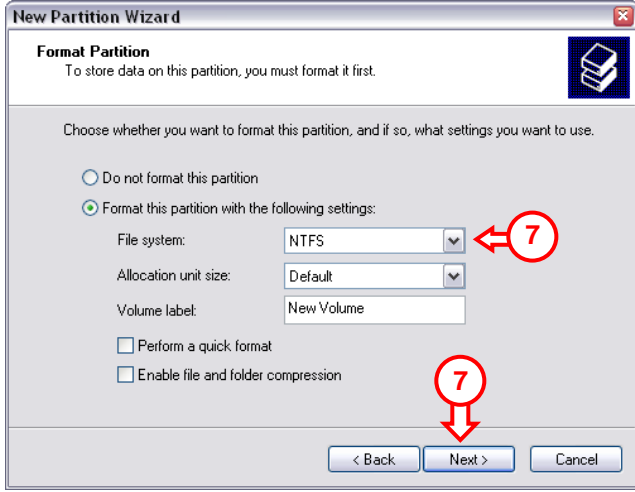 New Partition Wizard
Format Partition
To store data on this partition, you must format it first.
Choose whether you want to format this partition, and if so, what settings you want to use.
Do not format this partition
Format this partition with the following settings:
File system: NTFS 7
Allocation unit size: Default
Volume label: New Volume
Perform a quick format
Enable file and folder compression
7
< Back Next > Cancel